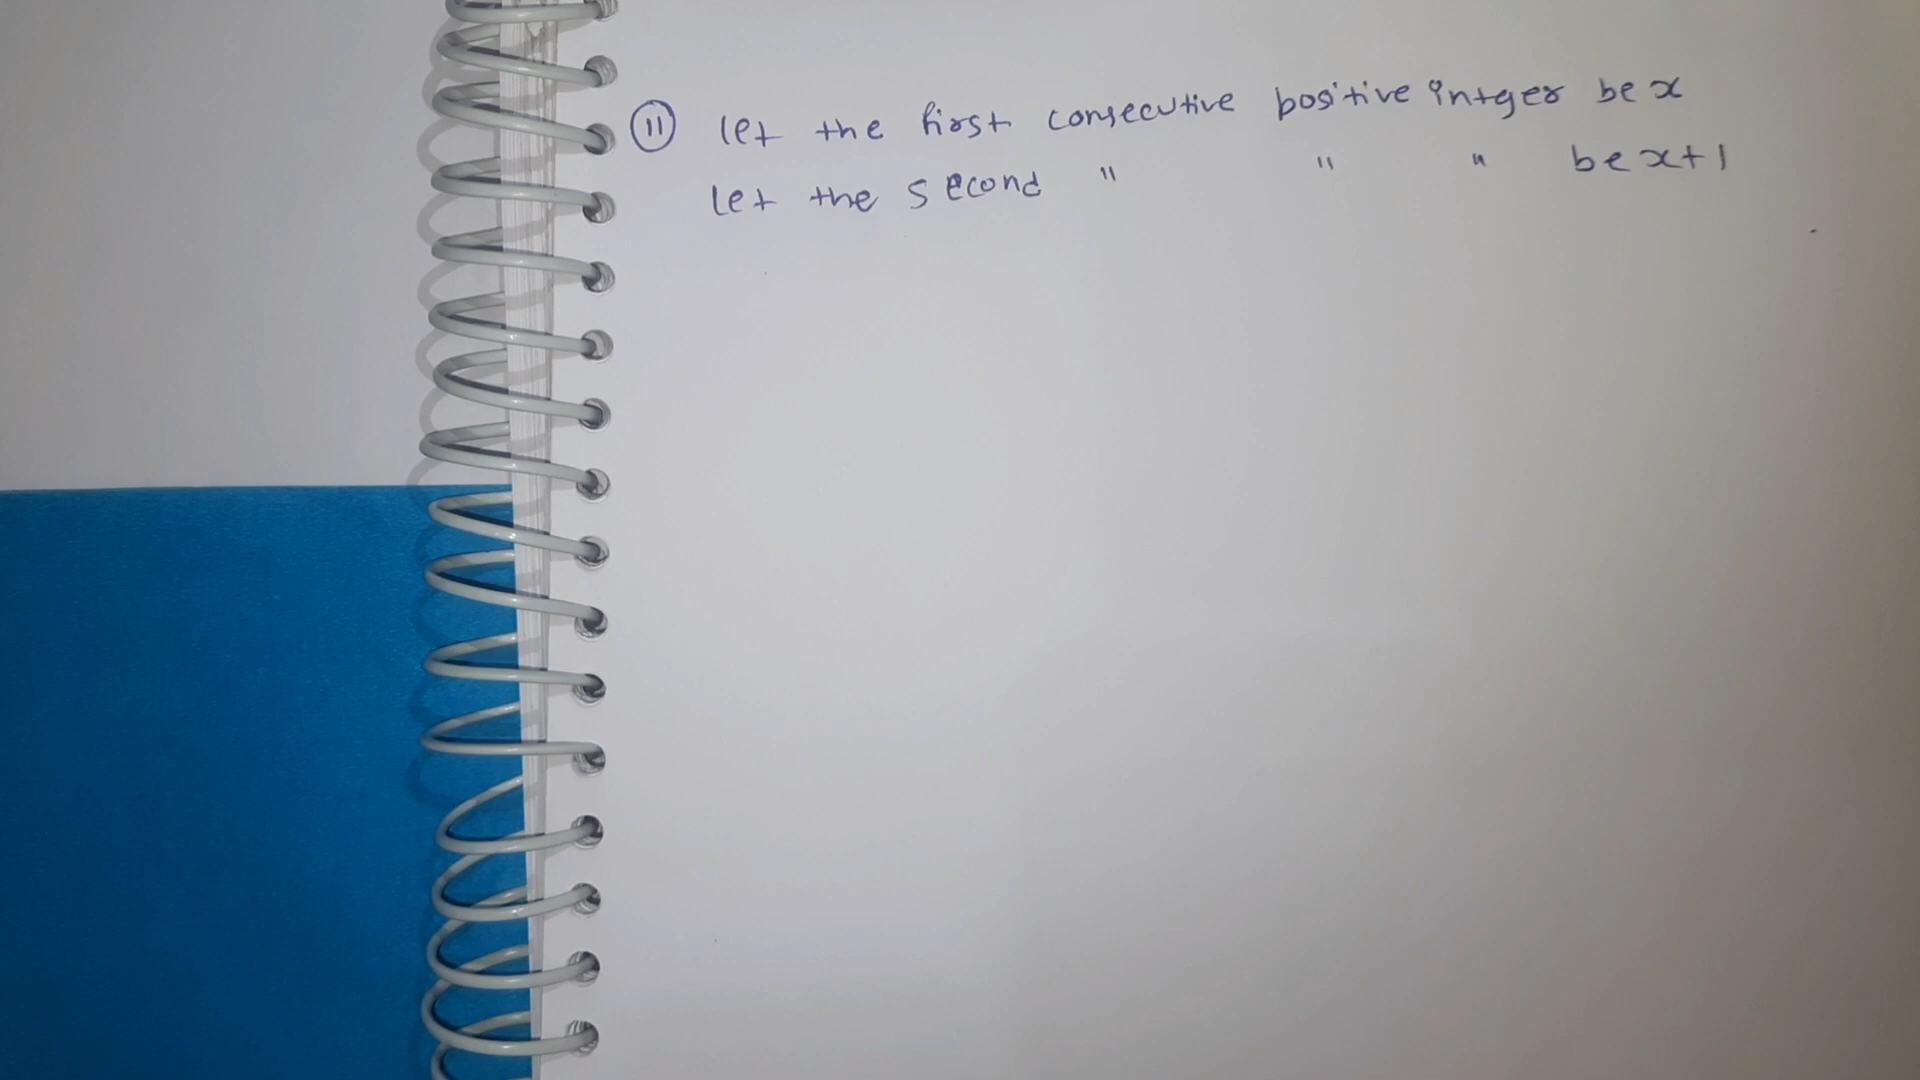 11 let the first consecutive positive integer be x
Let the second " " " be x+1